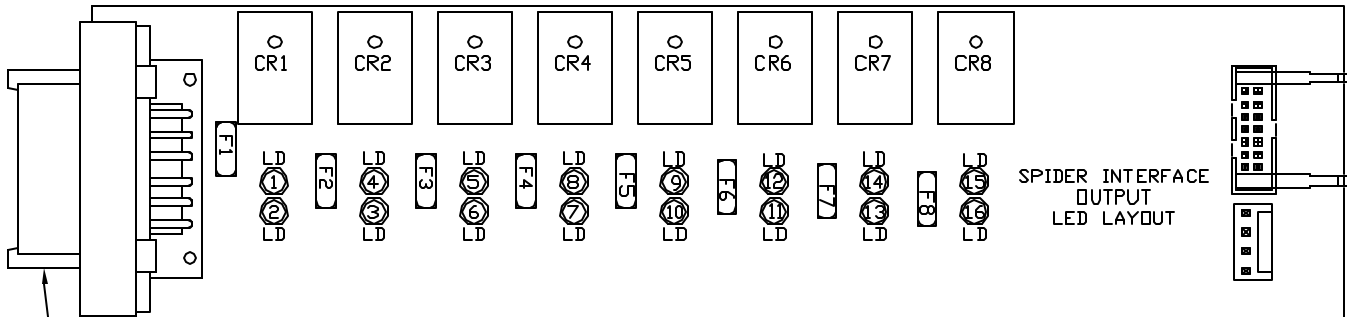 CR1 CR2 CR3 CR4 CR5 CR6 CR7 CR8
F1
LD LD LD LD LD LD LD LD
F2 F3 F4 F5 F6 F7 F8
1 4 5 8 9 12 14 15
2 3 6 7 10 11 13 16
LD LD LD LD LD LD LD LD
SPIDER INTERFACE
OUTPUT
LED LAYOUT